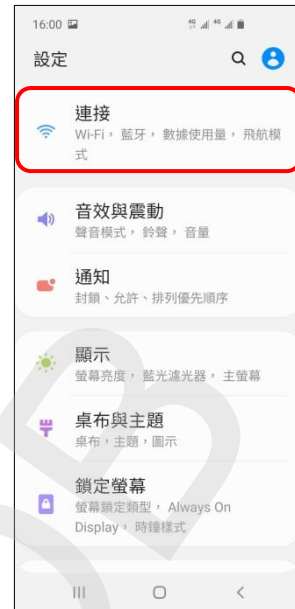 16:00
設定
連接
Wi-Fi， 藍牙， 數據使用量， 飛航模
式
音效與震動
聲音模式， 鈴聲， 音量
通知
封鎖、允許、排列優先順序
顯示
螢幕亮度， 藍光濾光器， 主螢幕
桌布與主題
桌布，主題，圖示
鎖定螢幕
螢幕鎖定類型， Always On
Display， 時鐘樣式